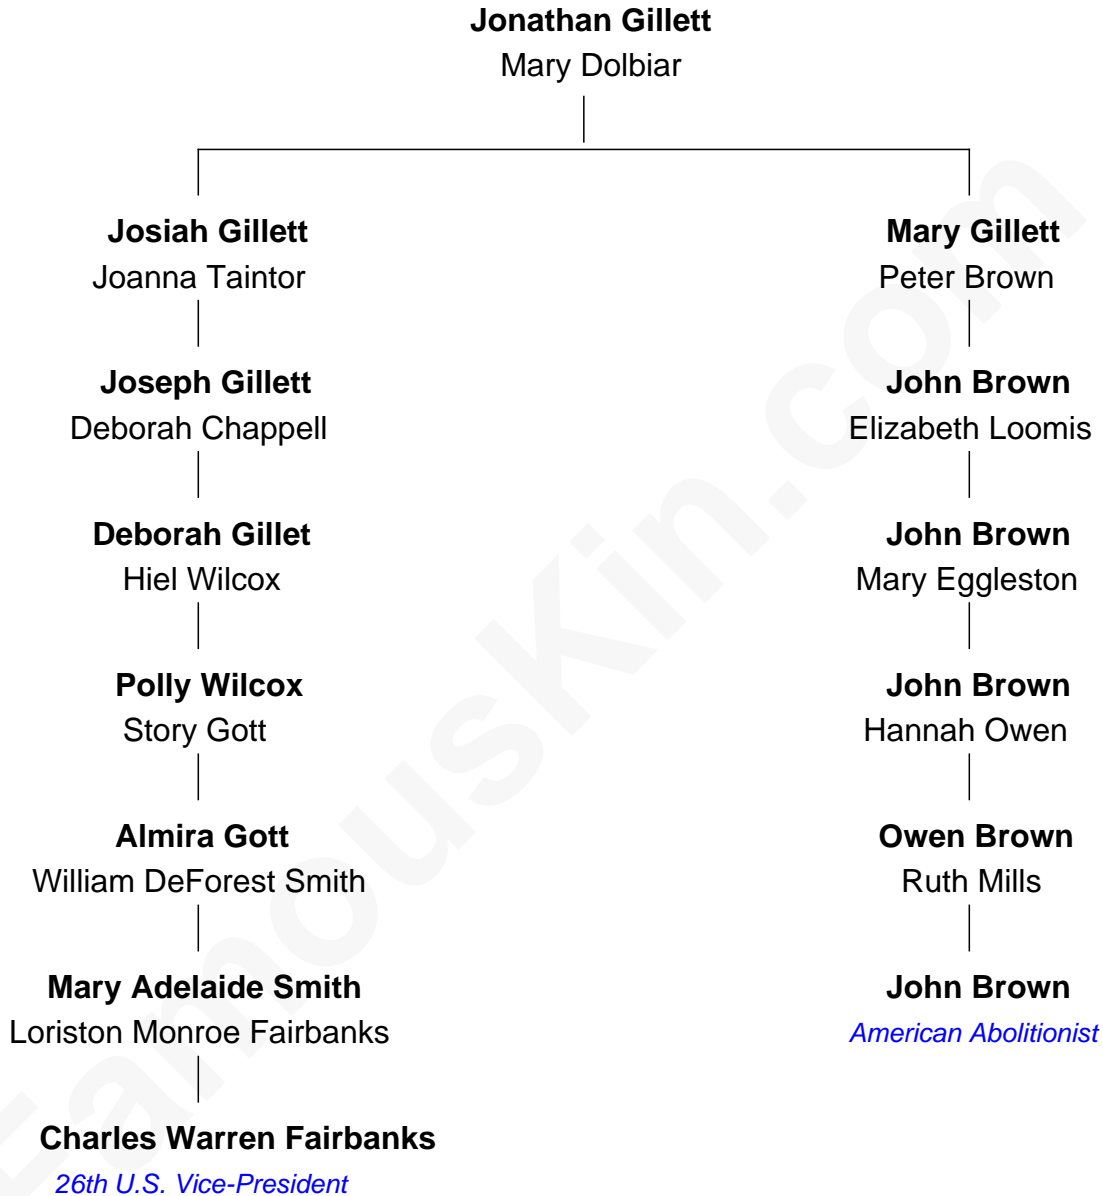 Jonathan Gillett
Mary Dolbiar
Josiah Gillett
Joanna Taintor
Mary Gillett
Peter Brown
Joseph Gillett
Deborah Chappell
John Brown
Elizabeth Loomis
Deborah Gillet
Hiel Wilcox
John Brown
Mary Eggleston
Polly Wilcox
Story Gott
John Brown
Hannah Owen
Almira Gott
William DeForest Smith
Owen Brown
Ruth Mills
Mary Adelaide Smith
Loriston Monroe Fairbanks
John Brown
American Abolitionist
Charles Warren Fairbanks
26th U.S. Vice-President
FamousKin.com